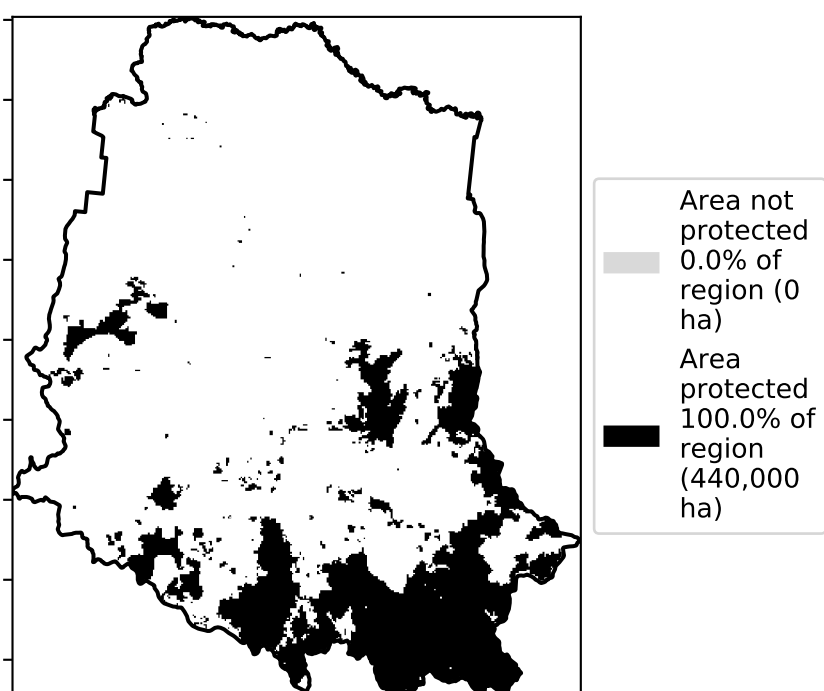 Area not
protected
0.0% of
region (0
ha)
Area
protected
100.0% of
region
(440,000
ha)